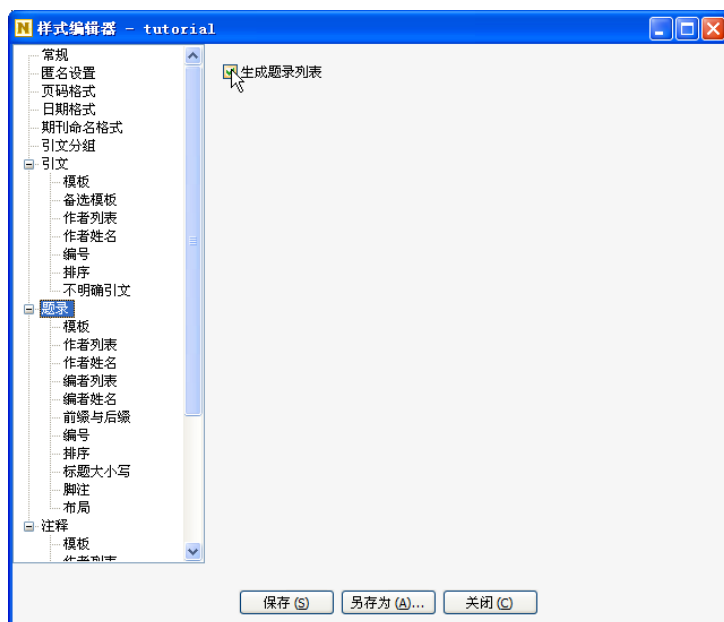 样式编辑器 - tutorial
常规
匿名设置
页码格式
日期格式
期刊命名格式
引文分组
引文
模板
备选模板
作者列表
作者姓名
编号
排序
不明确引文
题录
模板
作者列表
作者姓名
编者列表
编者姓名
前缀与后缀
编号
排序
标题大小写
脚注
布局
注释
模板
作者列表
生成题录列表
保存(S) 另存为(A)... 关闭(C)